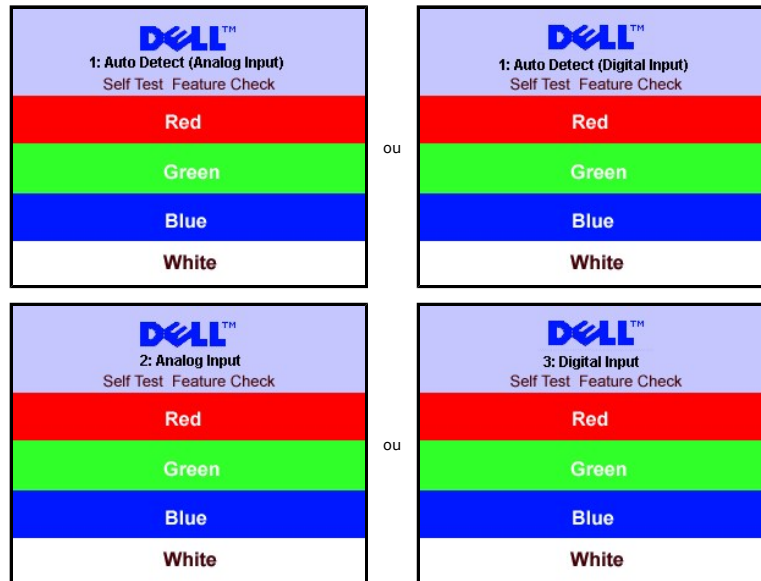 DELL™
1: Auto Detect (Analog Input)
Self Test Feature Check
Red
Green
Blue
White
ou
DELL™
1: Auto Detect (Digital Input)
Self Test Feature Check
Red
Green
Blue
White
DELL™
2: Analog Input
Self Test Feature Check
Red
Green
Blue
White
ou
DELL™
3: Digital Input
Self Test Feature Check
Red
Green
Blue
White